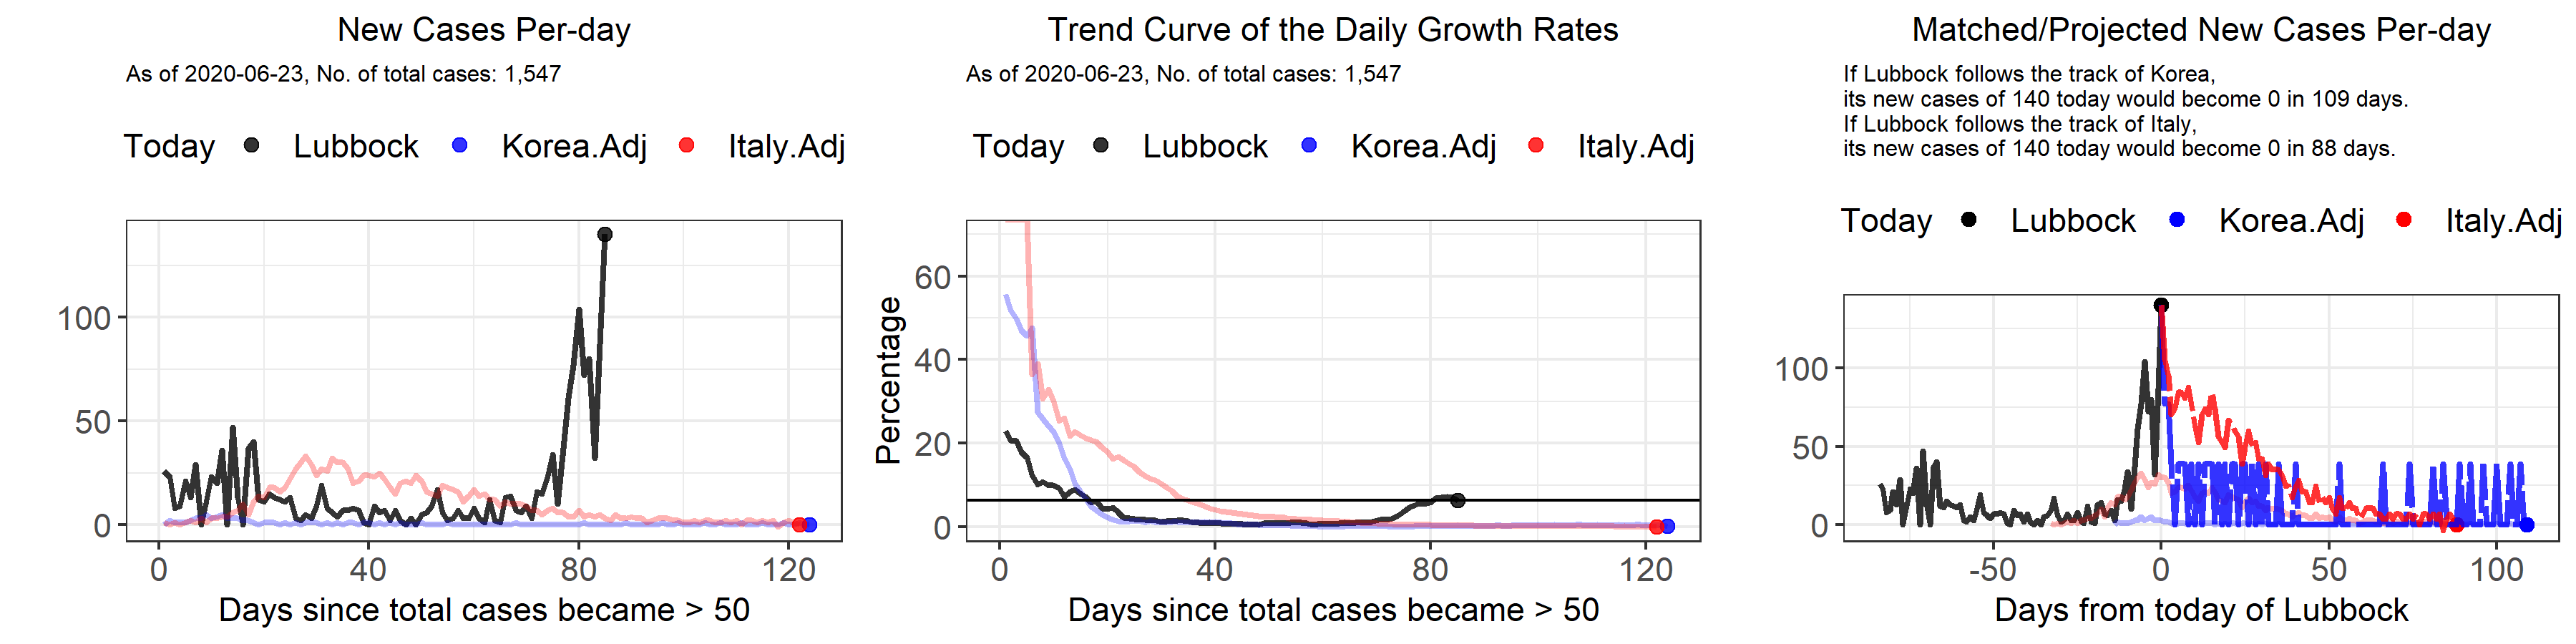 New Cases Per-day
As of 2020-06-23, No. of total cases: 1,547
Today Lubbock Korea.Adj Italy.Adj
100
50
0
0 40 80 120
Days since total cases became > 50
Trend Curve of the Daily Growth Rates
As of 2020-06-23, No. of total cases: 1,547
Today Lubbock Korea.Adj Italy.Adj
Percentage
60
40
20
0
0 40 80 120
Days since total cases became > 50
Matched/Projected New Cases Per-day
If Lubbock follows the track of Korea,
its new cases of 140 today would become 0 in 109 days.
If Lubbock follows the track of Italy,
its new cases of 140 today would become 0 in 88 days.
Today Lubbock Korea.Adj Italy.Adj
100
50
0
-50 0 50 100
Days from today of Lubbock